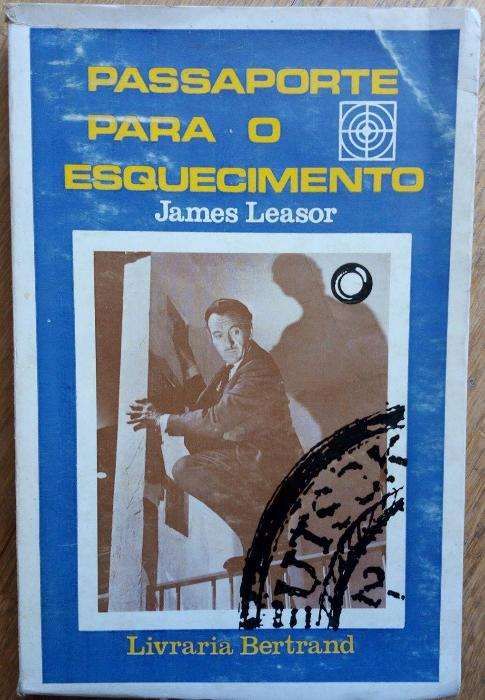 PASSAPORTE
PARA O
ESQUECIMENTO
James Leasor
Livraria Bertrand